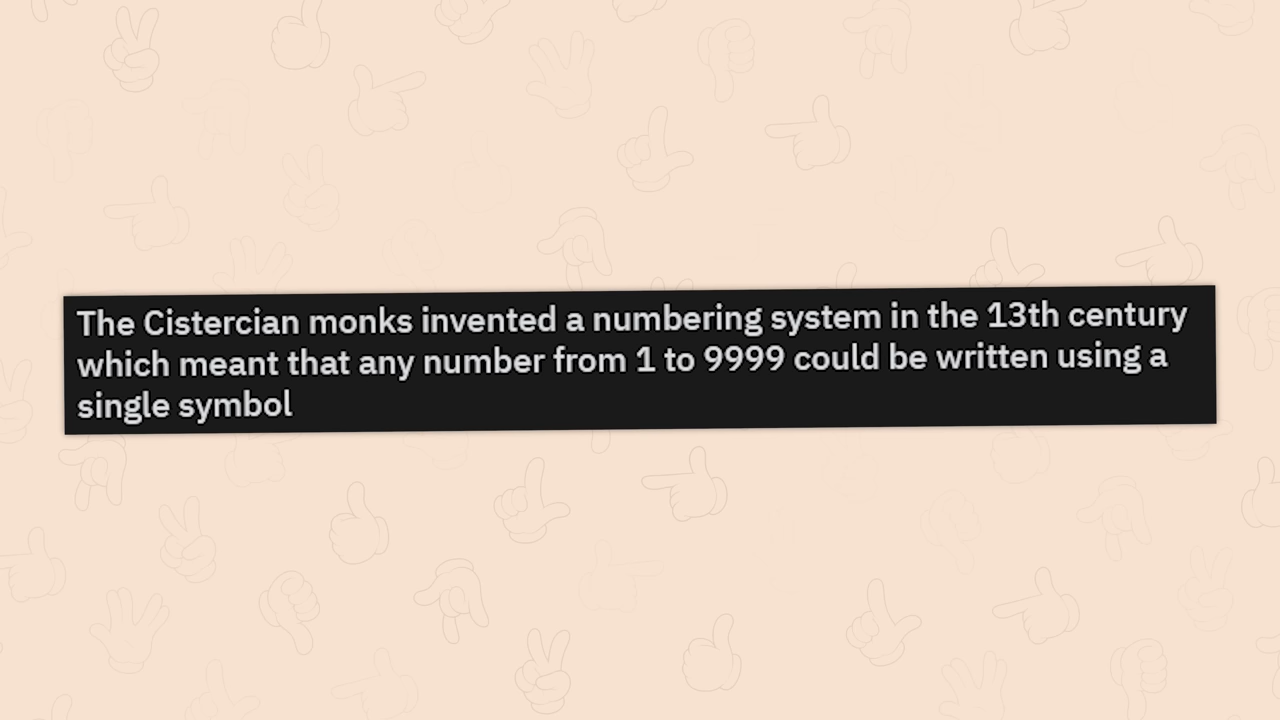 The Cistercian monks invented a numbering system in the 13th century
which meant that any number from 1 to 9999 could be written using a
single symbol